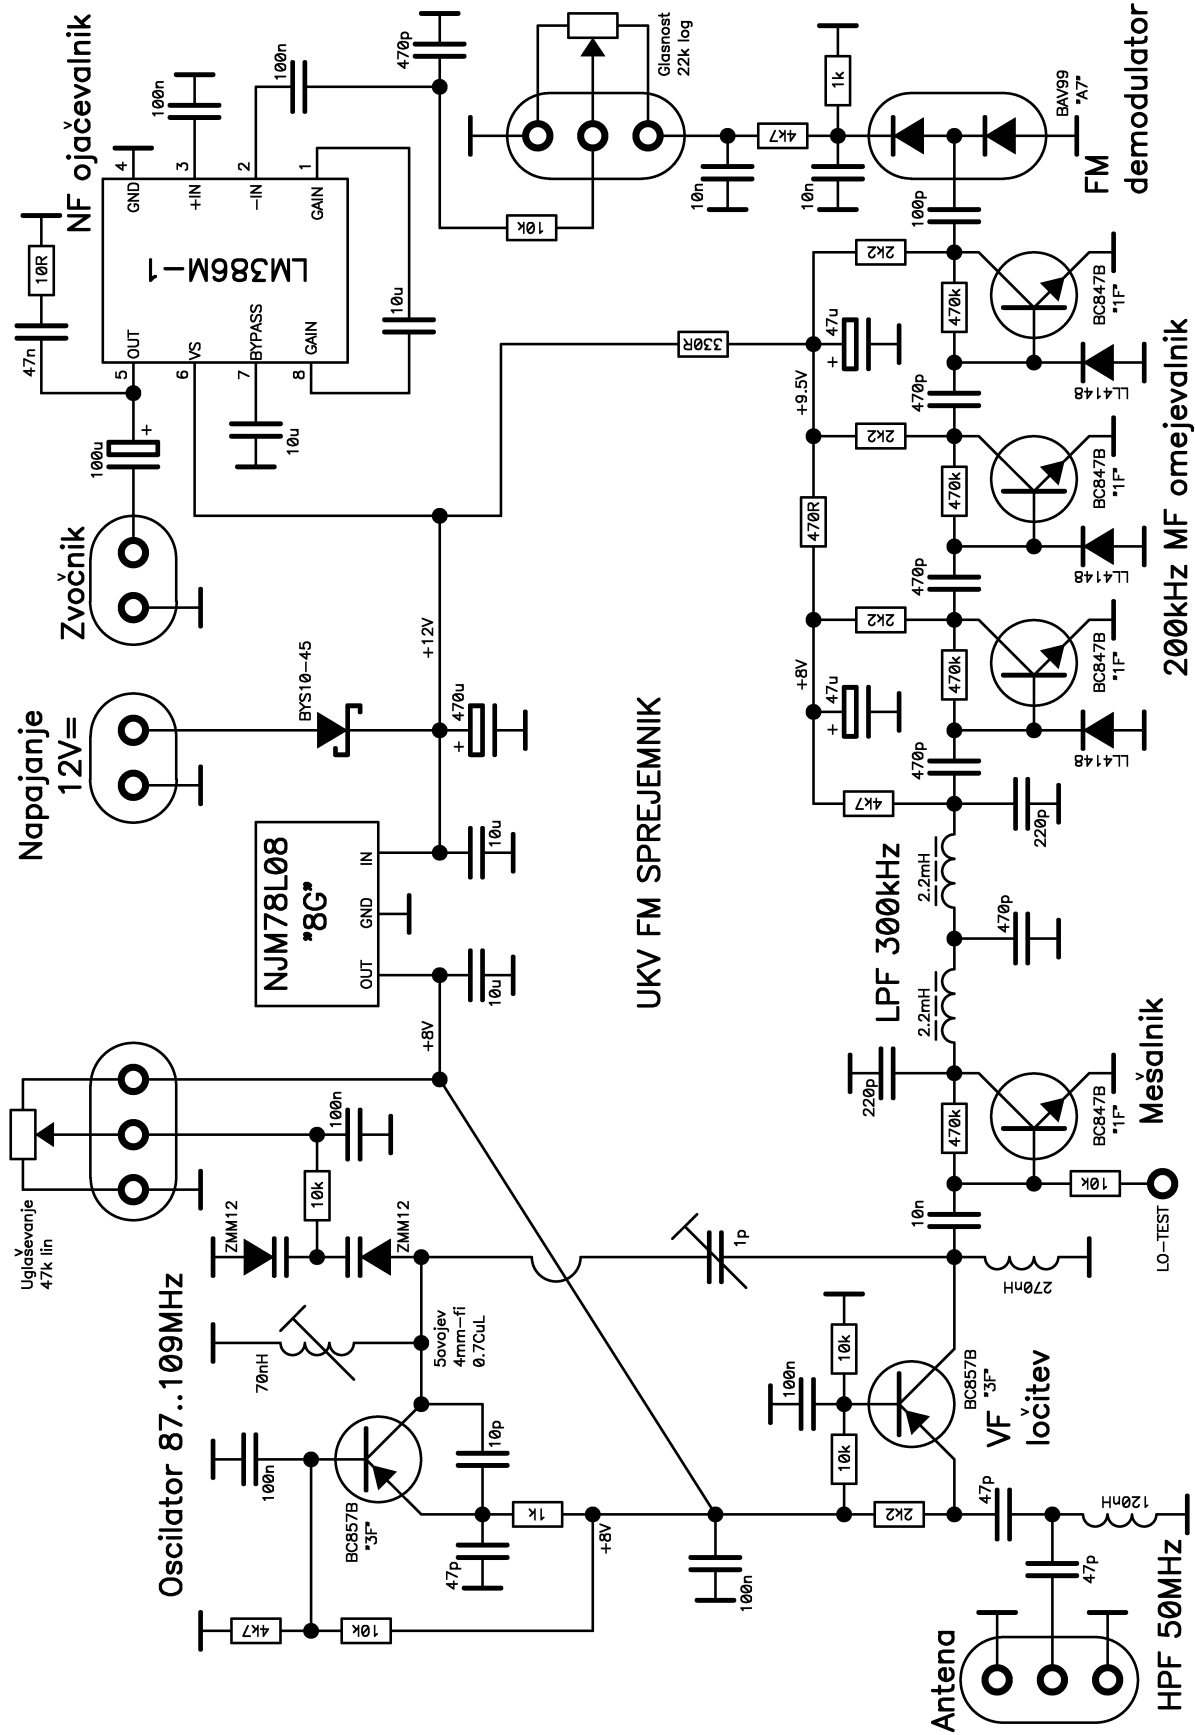 UKV FM SPREJEMNIK
Oscilator 87..109MHz
4k7
10k
100n
BC857B
"3F"
47p
10p
1k
+8V
70nH
5ovojev
4mm-fi
0.7CuL
ZMM12
ZMM12
10k
100n
Uglaševanje
47k lin
+8V
NJM78L08
"8G"
OUT
GND
IN
10u
10u
Napajanje
12V=
BYS10-45
470u
+
+12V
Zvočnik
100u
+
47n
10R
NF ojačevalnik
LM386M-1
5
OUT
6
VS
7
BYPASS
8
GAIN
4
GND
3
+IN
2
-IN
1
GAIN
10u
10u
100n
100n
470p
10k
Glasnost
22k log
Antena
HPF 50MHz
47p
120nH
47p
100n
2k2
10k
10k
100n
BC857B
"3F"
VF
ločitev
1p
270nH
10n
LO-TEST
10k
470k
BC847B
"1F"
Mešalnik
220p
LPF 300kHz
2.2mH
470p
2.2mH
220p
4k7
+8V
47u
+
470p
LL4148
470k
2k2
BC847B
"1F"
470R
470p
LL4148
470k
2k2
BC847B
"1F"
+9.5V
330R
47u
+
470p
LL4148
470k
2k2
BC847B
"1F"
200kHz MF omejevalnik
100p
FM
demodulator
BAV99
"A7"
10n
1k
4k7
10n